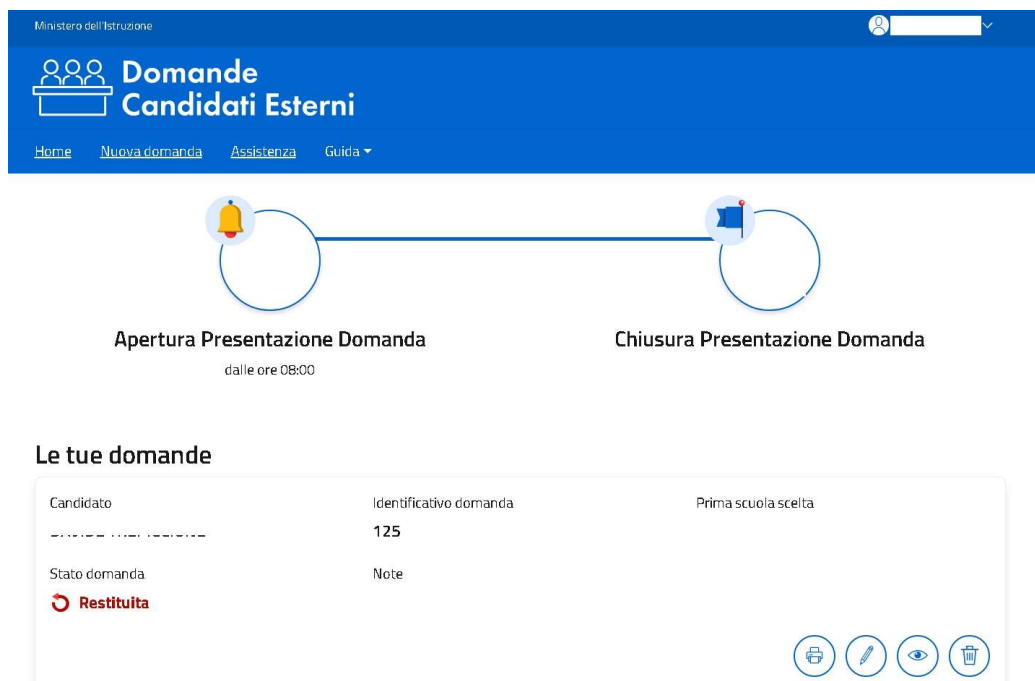 Ministero dell'Istruzione
Domande
Candidati Esterni
Home Nuova domanda Assistenza Guida
Apertura Presentazione Domanda Chiusura Presentazione Domanda
dalle ore 08:00
Le tue domande
Candidato Identificativo domanda Prima scuola scelta
125
Stato domanda Note
Restituita